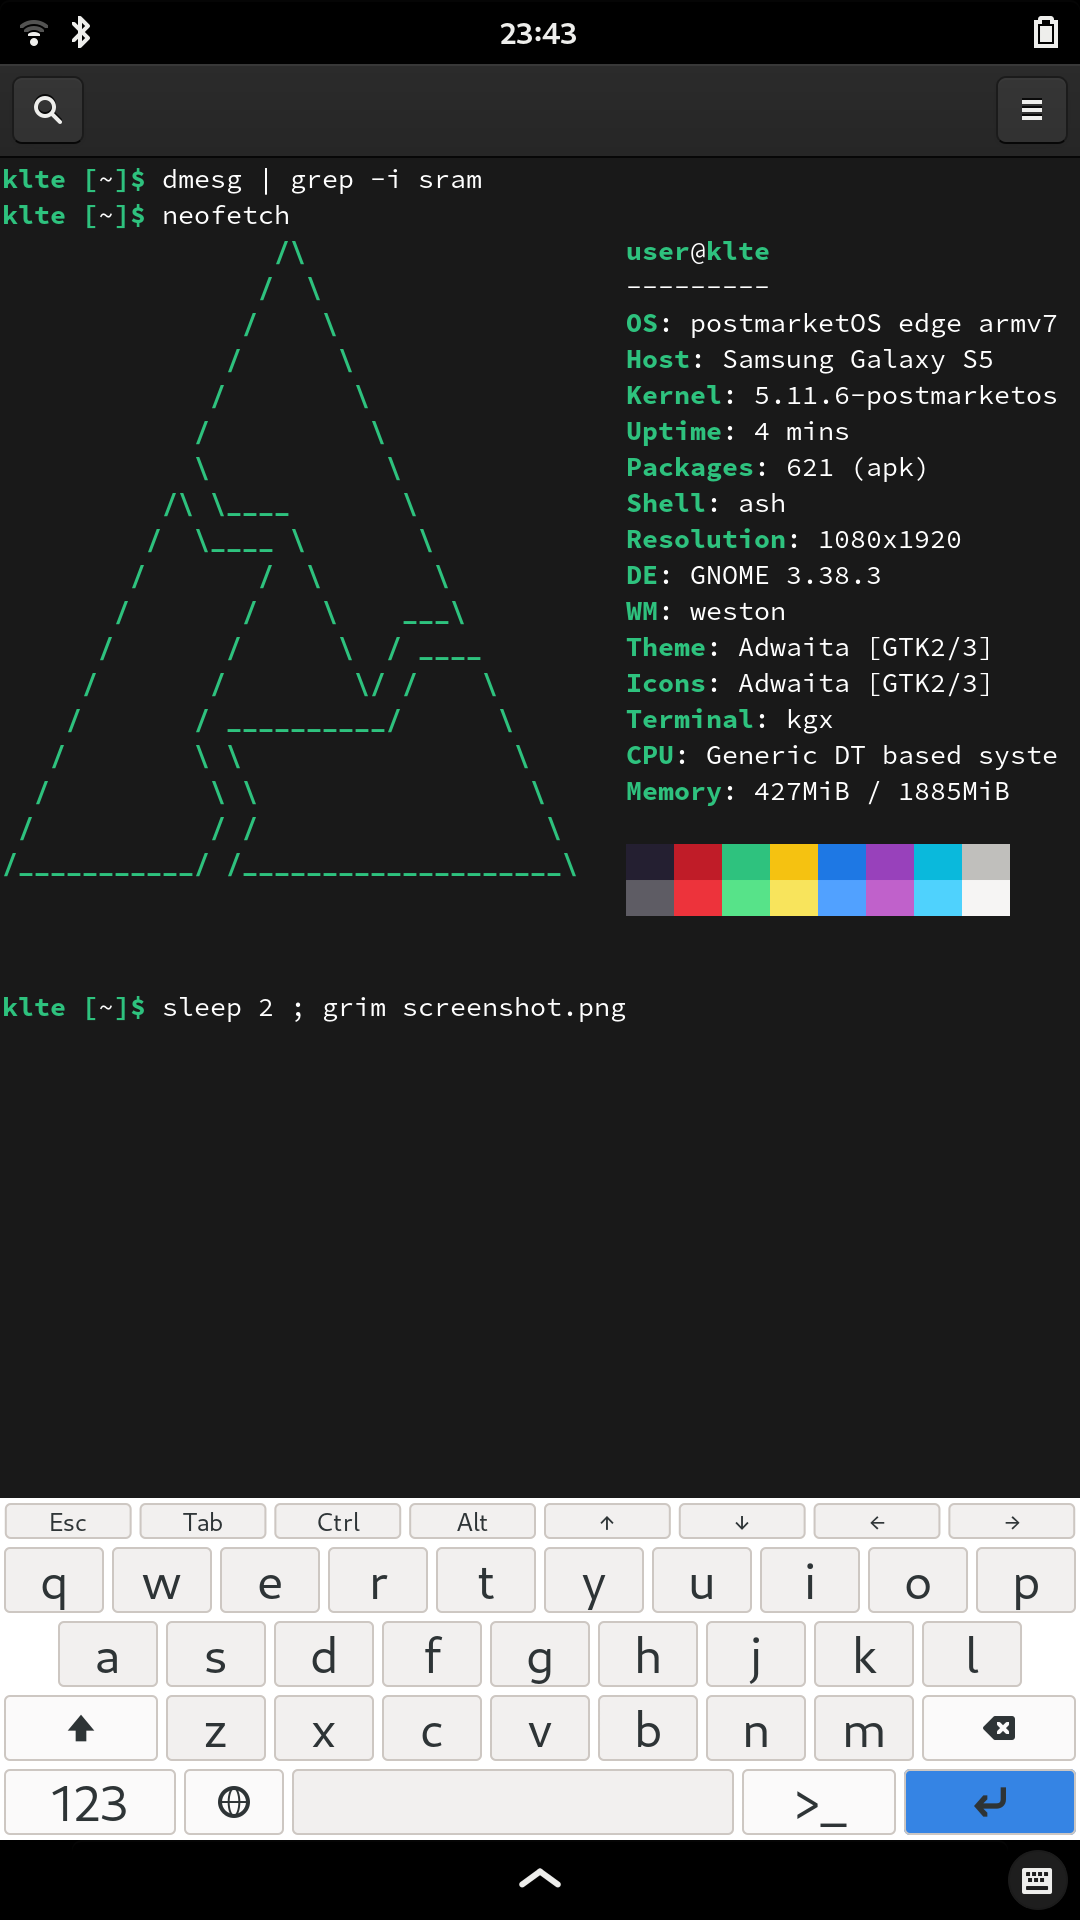 23:43
klte [~]$ dmesg | grep -i sram
klte [~]$ neofetch
user@klte
---------
OS: postmarketOS edge armv7
Host: Samsung Galaxy S5
Kernel: 5.11.6-postmarketos
Uptime: 4 mins
Packages: 621 (apk)
Shell: ash
Resolution: 1080x1920
DE: GNOME 3.38.3
WM: weston
Theme: Adwaita [GTK2/3]
Icons: Adwaita [GTK2/3]
Terminal: kgx
CPU: Generic DT based syste
Memory: 427MiB / 1885MiB
klte [~]$ sleep 2 ; grim screenshot.png
Esc Tab Ctrl Alt ↑ ↓ ← →
q w e r t y u i o p
a s d f g h j k l
z x c v b n m
123 >_